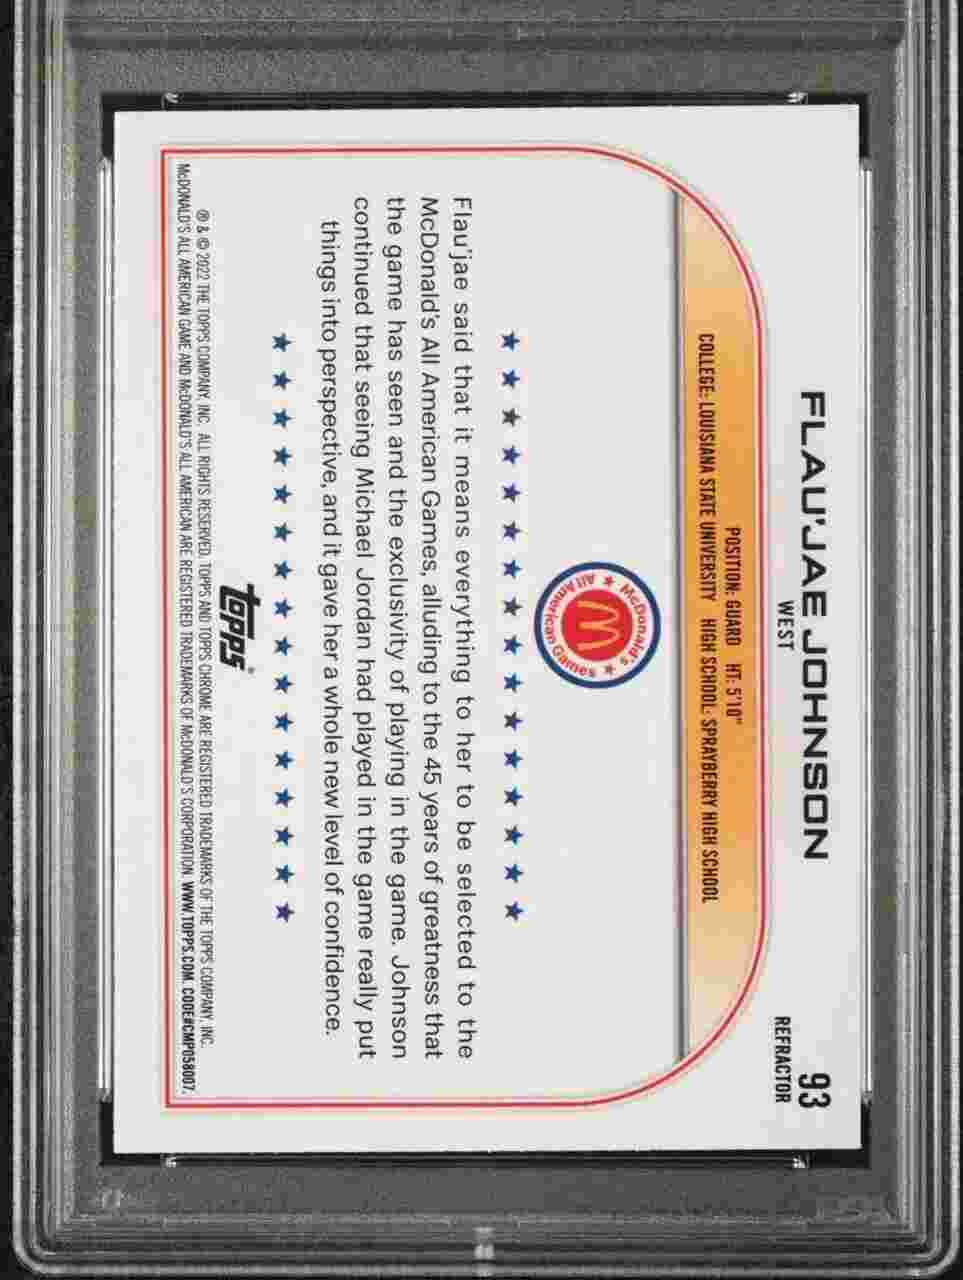 93
REFRACTOR
FLAU'JAE JOHNSON
WEST
POSITION: GUARD HT: 5'10"
COLLEGE: LOUISIANA STATE UNIVERSITY HIGH SCHOOL: SPRAYBERRY HIGH SCHOOL
McDonald's
All American Games
Flau'jae said that it means everything to her to be selected to the
McDonald's All American Games, alluding to the 45 years of greatness that
the game has seen and the exclusivity of playing in the game. Johnson
continued that seeing Michael Jordan had played in the game really put
things into perspective, and it gave her a whole new level of confidence.
topps®
® & © 2022 THE TOPPS COMPANY, INC. ALL RIGHTS RESERVED. TOPPS AND TOPPS CHROME ARE REGISTERED TRADEMARKS OF THE TOPPS COMPANY, INC.
McDONALD'S ALL AMERICAN GAME AND McDONALD'S ALL AMERICAN ARE REGISTERED TRADEMARKS OF McDONALD'S CORPORATION. WWW.TOPPS.COM. CODE#CMP058007.